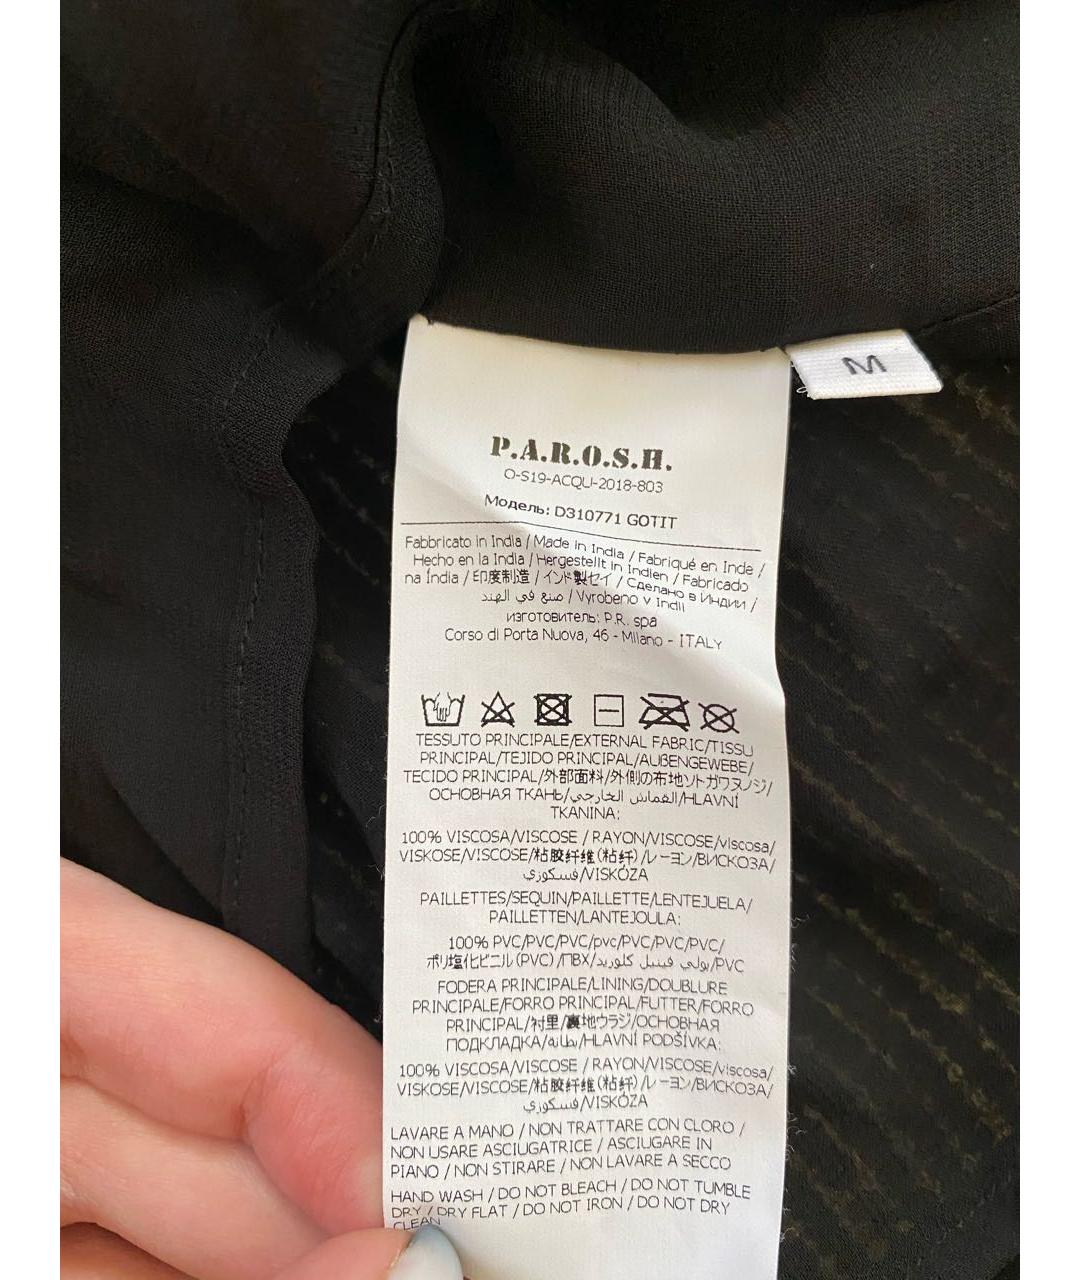 M
P.A.R.O.S.H.
O-S19-ACQU-2018-803
Модель: D310771 GOTIT
Fabbricato in India / Made in India / Fabriqué en Inde /
Hecho en la India / Hergestellt in Indien / Fabricado
na Índia / 印度制造 / インド製セイ / Сделано в Индии /
صنع في الهند / Vyrobeno v Indii
изготовитель: P.R. spa
Corso di Porta Nuova, 46 - Milano - ITALY
TESSUTO PRINCIPALE/EXTERNAL FABRIC/TISSU
PRINCIPAL/TEJIDO PRINCIPAL/AUßENGEWEBE/
TECIDO PRINCIPAL/外部面料/外側の布地ソトガワヌノジ/
ОСНОВНАЯ ТКАНЬ/القماش الخارجي/HLAVNÍ
TKANINA:
100% VISCOSA/VISCOSE / RAYON/VISCOSE/viscosa/
VISKOSE/VISCOSE/粘胶纤维(粘纤)/レーヨン/ВИСКОЗА/
فسكوزي/VISKÓZA
PAILLETTES/SEQUIN/PAILLETTE/LENTEJUELA/
PAILLETTEN/LANTEJOULA:
100% PVC/PVC/PVC/pvc/PVC/PVC/PVC/
ポリ塩化ビニル(PVC)/ПВХ/بولي فينيل كلوريد/PVC
FODERA PRINCIPALE/LINING/DOUBLURE
PRINCIPALE/FORRO PRINCIPAL/FUTTER/FORRO
PRINCIPAL/衬里/裏地ウラジ/ОСНОВНАЯ
ПОДКЛАДКА/بطانة/HLAVNÍ PODŠÍVKA:
100% VISCOSA/VISCOSE / RAYON/VISCOSE/viscosa/
VISKOSE/VISCOSE/粘胶纤维(粘纤)/レーヨン/ВИСКОЗА/
فسكوزي/VISKÓZA
LAVARE A MANO / NON TRATTARE CON CLORO /
NON USARE ASCIUGATRICE / ASCIUGARE IN
PIANO / NON STIRARE / NON LAVARE A SECCO
HAND WASH / DO NOT BLEACH / DO NOT TUMBLE
DRY / DRY FLAT / DO NOT IRON / DO NOT DRY
CLEAN